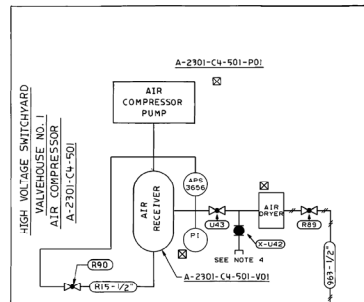 A-2301-C4-501-P01
AIR
COMPRESSOR
PUMP
HIGH VOLTAGE SWITCHYARD
VALVEHOUSE NO. 1
AIR COMPRESSOR
A-2301-C4-501
APS
3656
AIR
RECEIVER
PI
U43
AIR
DRYER
R89
X-U42
SEE NOTE 4
R90
R15-1/2"
A-2301-C4-501-V01
963-1/2"